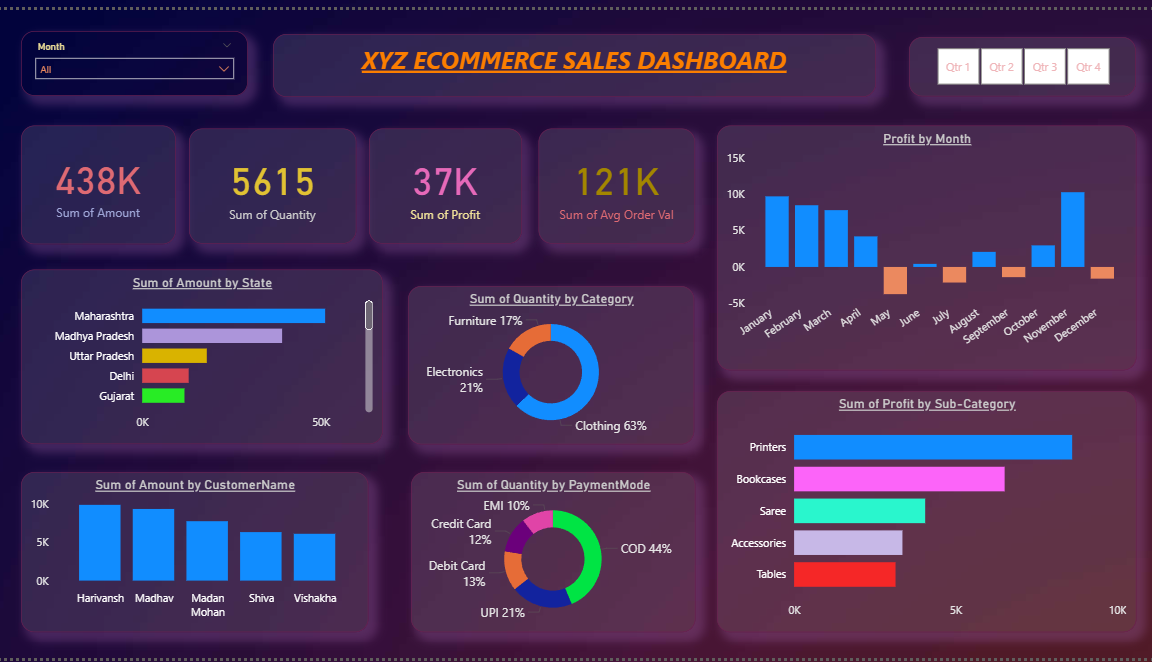 Month
All
XYZ ECOMMERCE SALES DASHBOARD
Qtr 1
Qtr 2
Qtr 3
Qtr 4
438K
Sum of Amount
5615
Sum of Quantity
37K
Sum of Profit
121K
Sum of Avg Order Val
Profit by Month
15K
10K
5K
0K
-5K
January
February
March
April
May
June
July
August
September
October
November
December
Sum of Amount by State
Maharashtra
Madhya Pradesh
Uttar Pradesh
Delhi
Gujarat
0K
50K
Sum of Quantity by Category
Furniture 17%
Electronics
21%
Clothing 63%
Sum of Profit by Sub-Category
Printers
Bookcases
Saree
Accessories
Tables
0K
5K
10K
Sum of Amount by CustomerName
10K
5K
0K
Harivansh
Madhav
Madan
Mohan
Shiva
Vishakha
Sum of Quantity by PaymentMode
EMI 10%
Credit Card
12%
Debit Card
13%
UPI 21%
COD 44%